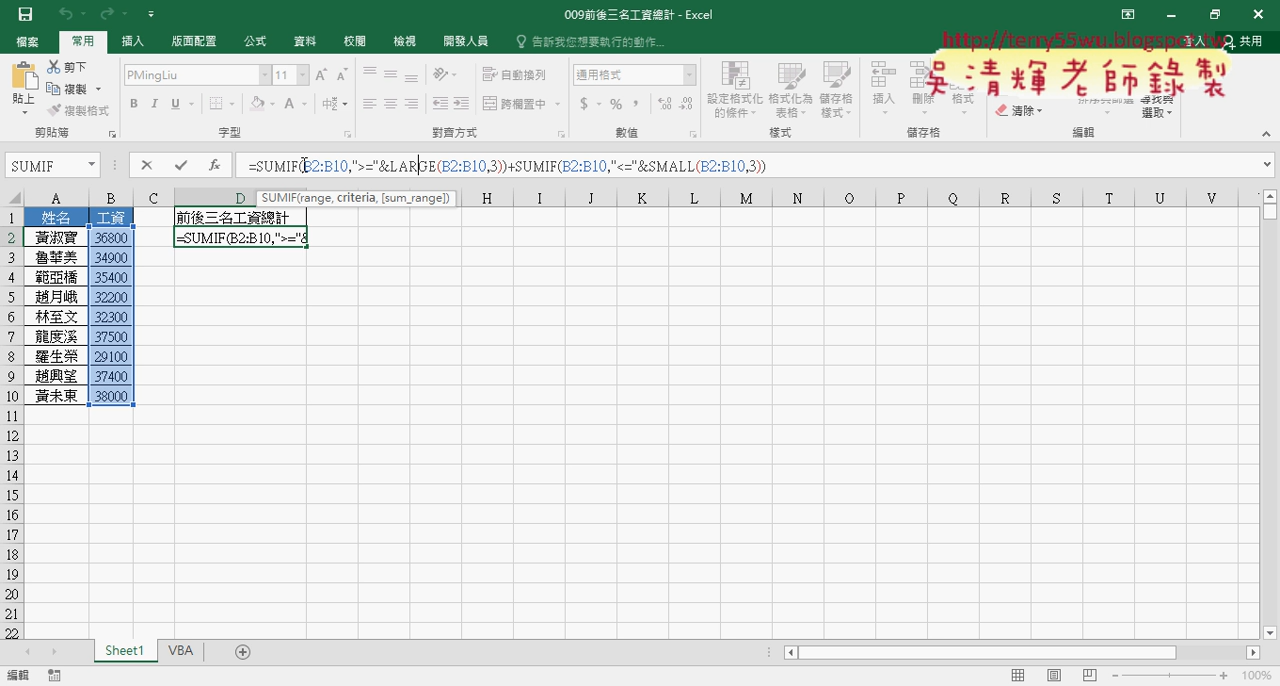 009前後三名工資總計 - Excel
檔案 常用 插入 版面配置 公式 資料 校閱 檢視 開發人員 告訴我您想要執行的動作... 登入 共用
http://terry55wu.blogspot.tw
吳清輝老師錄製
貼上 剪下 複製 複製格式
PMingLiu 11
B I U A
自動換列 跨欄置中
通用格式
$ % ,
設定格式化的條件 格式化為表格 儲存格樣式
插入 刪除 格式
清除 排序與篩選 尋找與選取
剪貼簿 字型 對齊方式 數值 樣式 儲存格 編輯
SUMIF fx =SUMIF(B2:B10,">="&LARGE(B2:B10,3))+SUMIF(B2:B10,"<="&SMALL(B2:B10,3))
A B C D H I J K L M N O P Q R S T U V
SUMIF(range, criteria, [sum_range])
1 姓名 工資 前後三名工資總計
2 黃淑寶 36800 =SUMIF(B2:B10,">="&
3 魯華美 34900
4 範亞橋 35400
5 趙月峨 32200
6 林至文 32300
7 龍度溪 37500
8 羅生榮 29100
9 趙興望 37400
10 黃未東 38000
11
12
13
14
15
16
17
18
19
20
21
22
Sheet1 VBA
編輯 100%